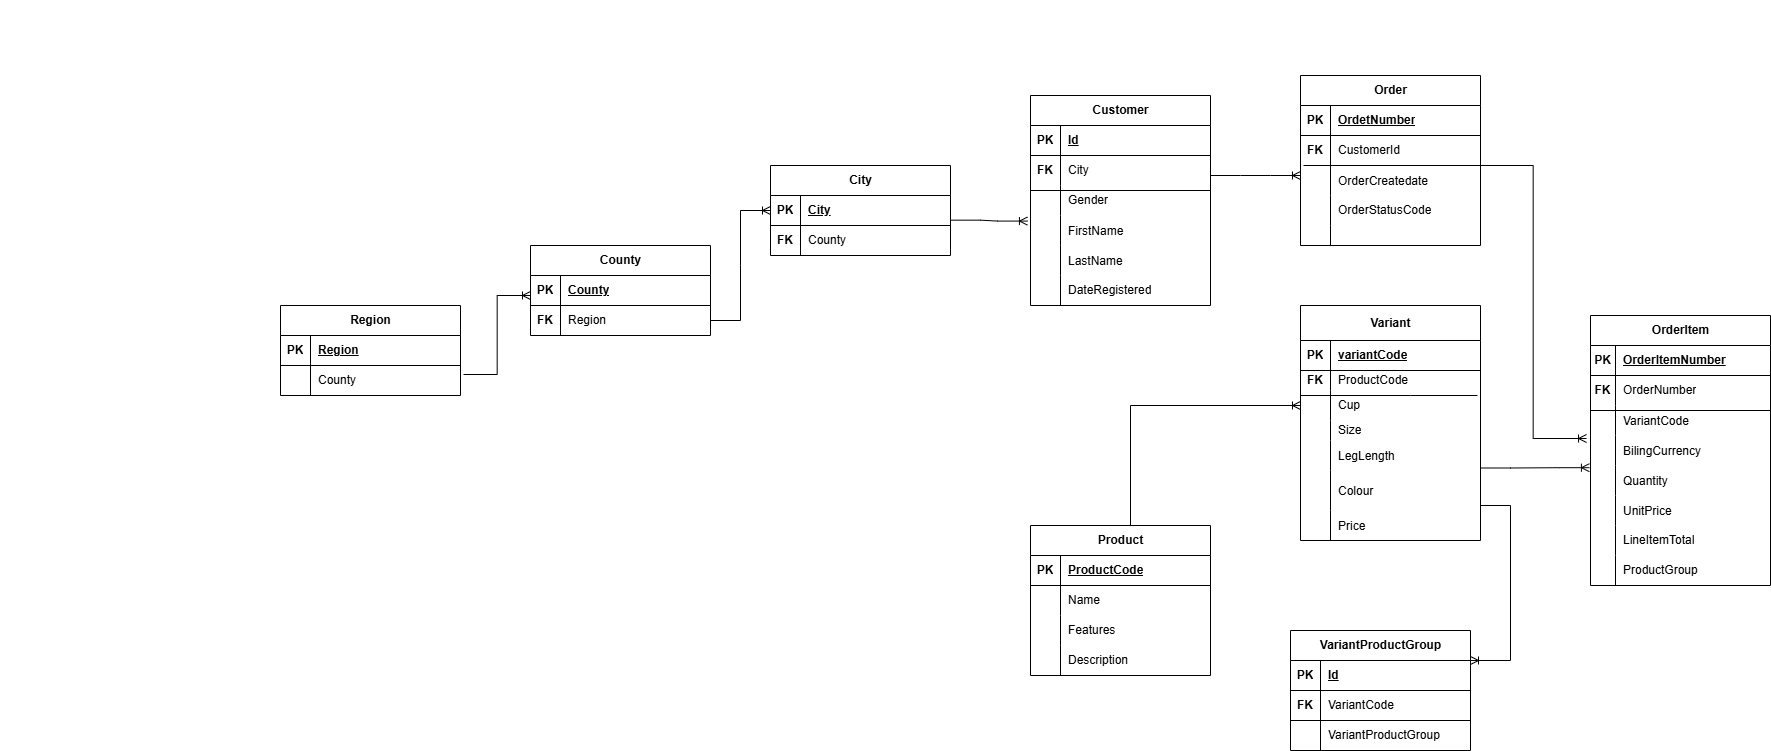 Order
PK OrdetNumber
FK CustomerId
OrderCreatedate
OrderStatusCode
Customer
PK Id
FK City
Gender
FirstName
LastName
DateRegistered
City
PK City
FK County
County
PK County
FK Region
Region
PK Region
County
Variant
PK variantCode
FK ProductCode
Cup
Size
LegLength
Colour
Price
OrderItem
PK OrderItemNumber
FK OrderNumber
VariantCode
BilingCurrency
Quantity
UnitPrice
LineItemTotal
ProductGroup
Product
PK ProductCode
Name
Features
Description
VariantProductGroup
PK Id
FK VariantCode
VariantProductGroup